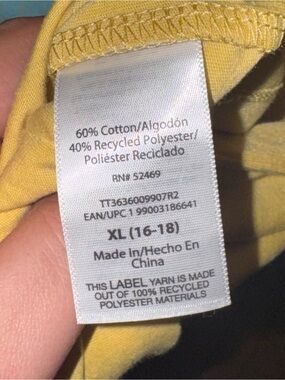 60% Cotton/Algodón
40% Recycled Polyester/
Poliéster Reciclado
RN# 52469
TT3636009907R2
EAN/UPC 1 99003186641
XL (16-18)
Made in/Hecho En
China
THIS LABEL YARN IS MADE
OUT OF 100% RECYCLED
POLYESTER MATERIALS